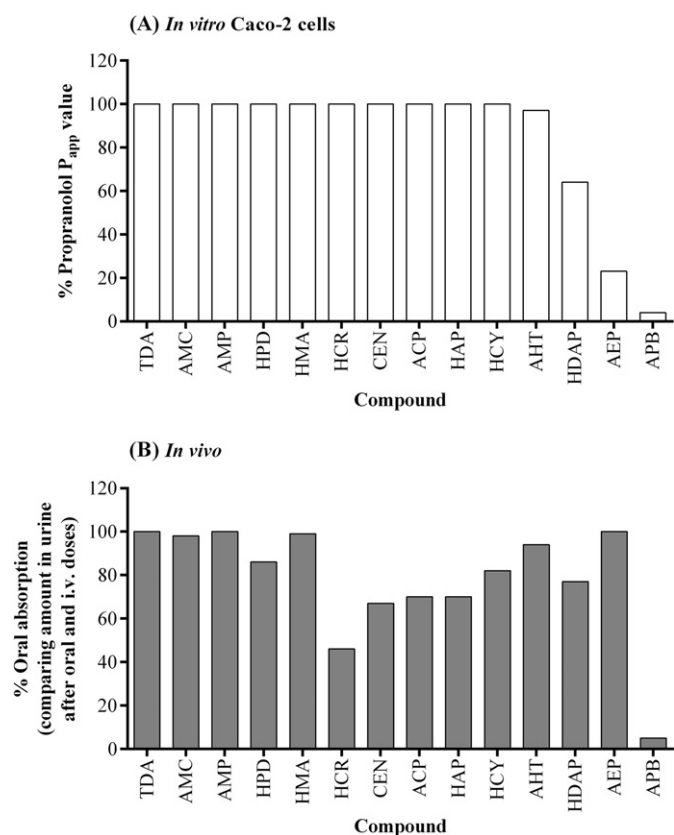 (A) In vitro Caco-2 cells
120
100
80
60
40
20
0
% Propranolol Papp value
TDA
AMC
AMP
HPD
HMA
HCR
CEN
ACP
HAP
HCY
AHT
HDAP
AEP
APB
Compound
(B) In vivo
120
100
80
60
40
20
0
% Oral absorption
(comparing amount in urine
after oral and i.v. doses)
TDA
AMC
AMP
HPD
HMA
HCR
CEN
ACP
HAP
HCY
AHT
HDAP
AEP
APB
Compound